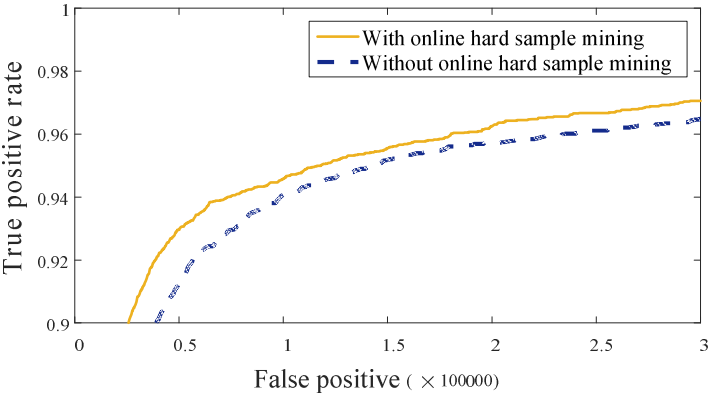 With online hard sample mining
Without online hard sample mining
True positive rate
1
0.98
0.96
0.94
0.92
0.9
0 0.5 1 1.5 2 2.5 3
False positive (×100000)